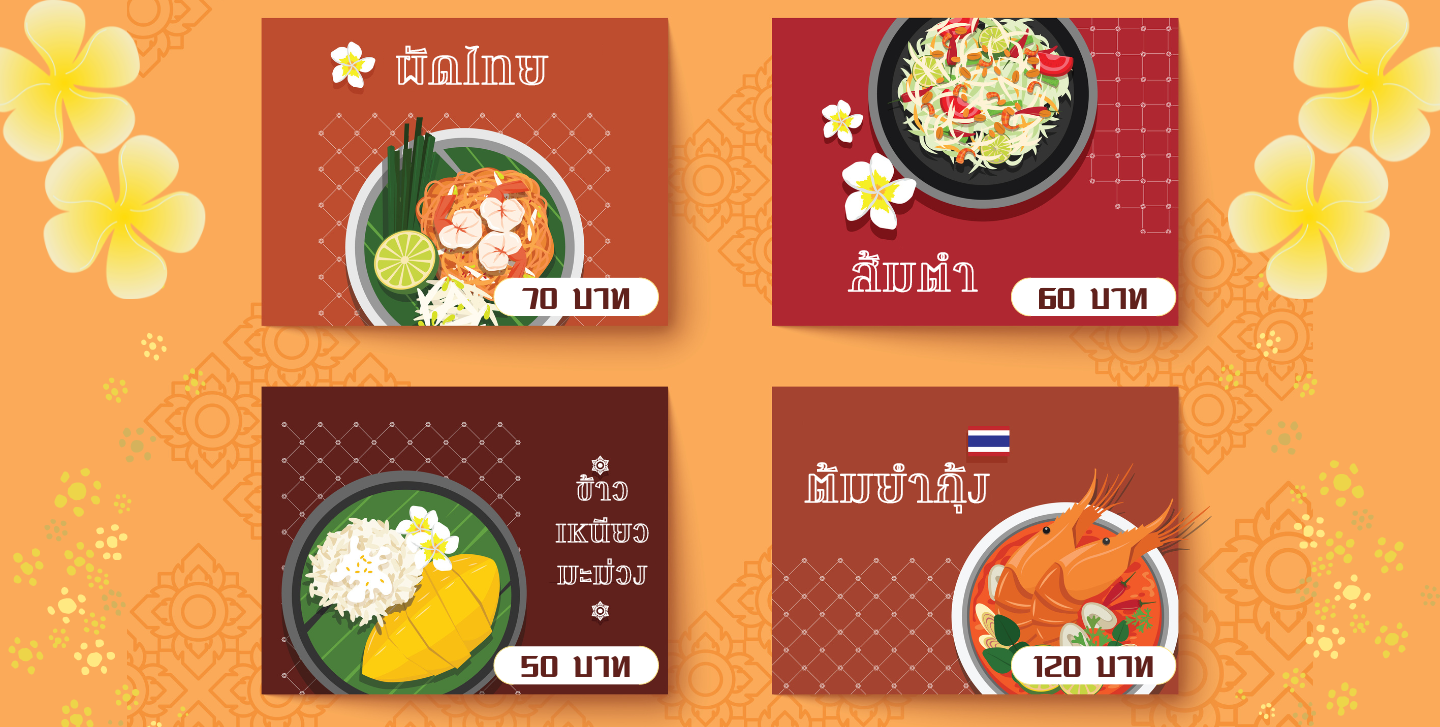 ผัดไทย
70 บาท
ส้มตำ
60 บาท
ข้าว
เหนียว
มะม่วง
50 บาท
ต้มยำกุ้ง
120 บาท